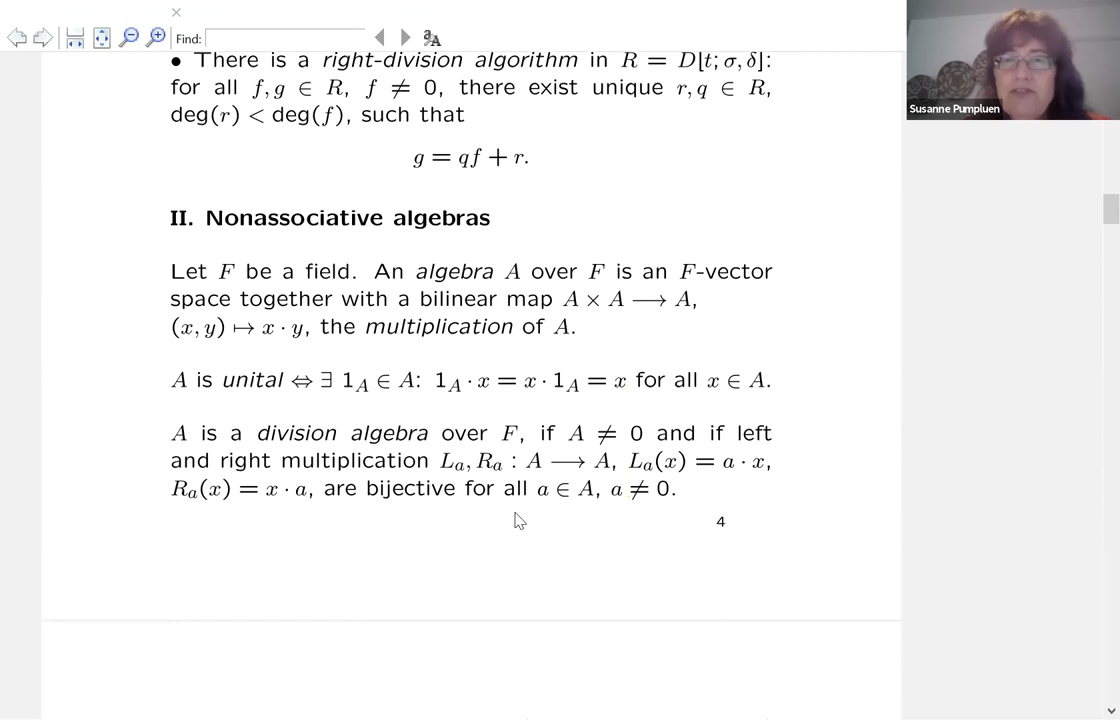 ×
Find:
• There is a right-division algorithm in R = D[t; σ, δ]:
for all f, g ∈ R, f ≠ 0, there exist unique r, q ∈ R,
deg(r) < deg(f), such that
g = qf + r.
II. Nonassociative algebras
Let F be a field. An algebra A over F is an F-vector
space together with a bilinear map A × A ⟶ A,
(x, y) ↦ x · y, the multiplication of A.
A is unital ⇔ ∃ 1_A ∈ A: 1_A · x = x · 1_A = x for all x ∈ A.
A is a division algebra over F, if A ≠ 0 and if left
and right multiplication L_a, R_a : A ⟶ A, L_a(x) = a · x,
R_a(x) = x · a, are bijective for all a ∈ A, a ≠ 0.
4
Susanne Pumpluen